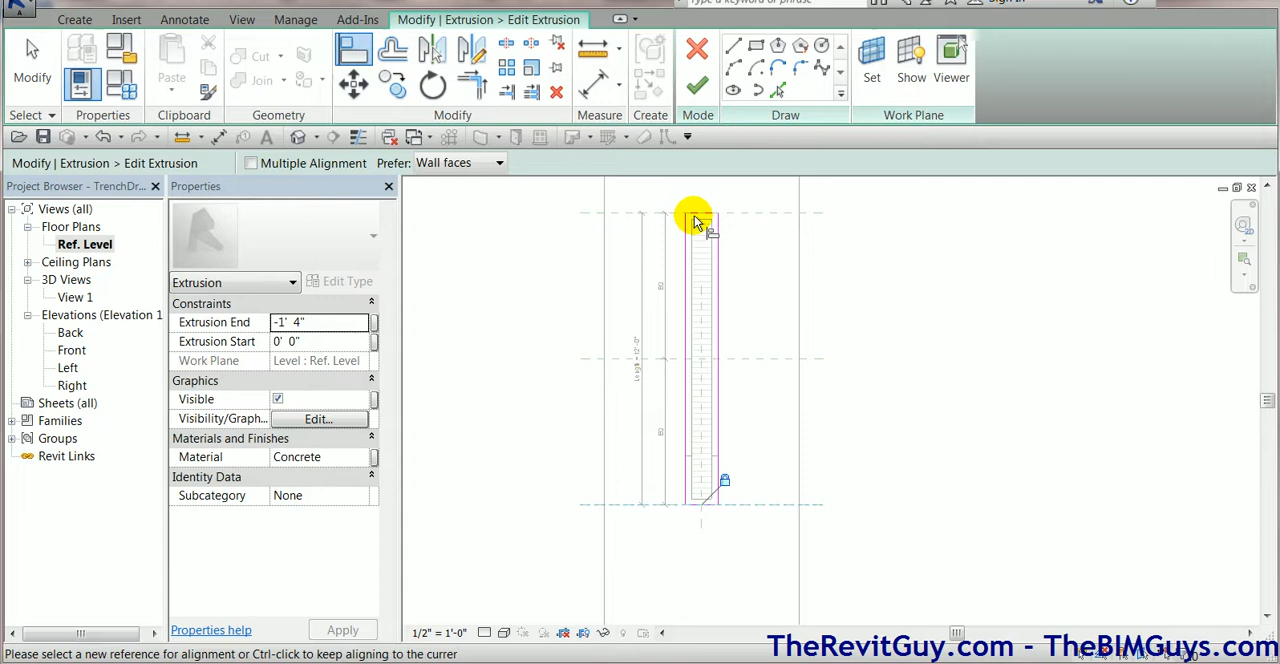 Create Insert Annotate View Manage Add-Ins Modify | Extrusion > Edit Extrusion
Modify Paste Cut Join Set Show Viewer
Select Properties Clipboard Geometry Modify Measure Create Mode Draw Work Plane
Modify | Extrusion > Edit Extrusion Multiple Alignment Prefer: Wall faces
Project Browser - TrenchDr...
Views (all)
Floor Plans
Ref. Level
Ceiling Plans
3D Views
View 1
Elevations (Elevation 1
Back
Front
Left
Right
Sheets (all)
Families
Groups
Revit Links
Properties
Extrusion Edit Type
Constraints
Extrusion End -1' 4"
Extrusion Start 0' 0"
Work Plane Level : Ref. Level
Graphics
Visible
Visibility/Graph... Edit...
Materials and Finishes
Material Concrete
Identity Data
Subcategory None
Properties help Apply
EQ
Length = 12'-0"
EQ
1/2" = 1'-0"
Please select a new reference for alignment or Ctrl-click to keep aligning to the currer
TheRevitGuy.com - TheBIMGuys.com